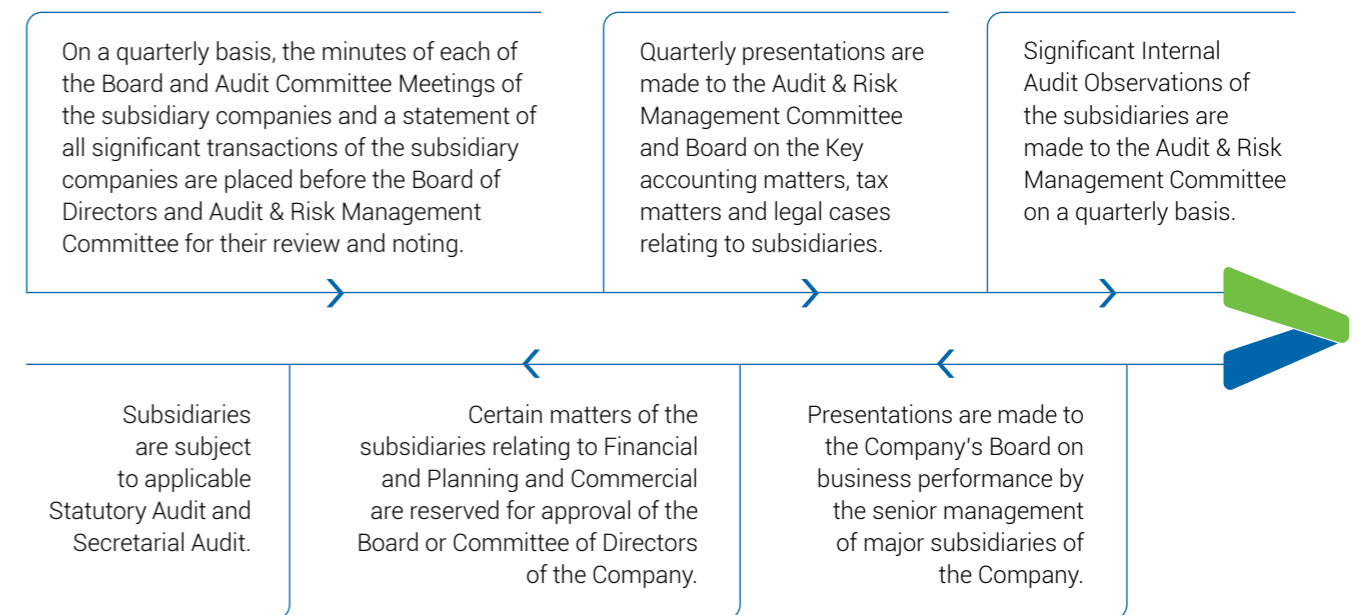 On a quarterly basis, the minutes of each of
the Board and Audit Committee Meetings of
the subsidiary companies and a statement of
all significant transactions of the subsidiary
companies are placed before the Board of
Directors and Audit & Risk Management
Committee for their review and noting.
Quarterly presentations are
made to the Audit & Risk
Management Committee
and Board on the Key
accounting matters, tax
matters and legal cases
relating to subsidiaries.
Significant Internal
Audit Observations of
the subsidiaries are
made to the Audit & Risk
Management Committee
on a quarterly basis.
Presentations are made to
the Company's Board on
business performance by
the senior management
of major subsidiaries of
the Company.
Certain matters of the
subsidiaries relating to Financial
and Planning and Commercial
are reserved for approval of the
Board or Committee of Directors
of the Company.
Subsidiaries
are subject
to applicable
Statutory Audit and
Secretarial Audit.